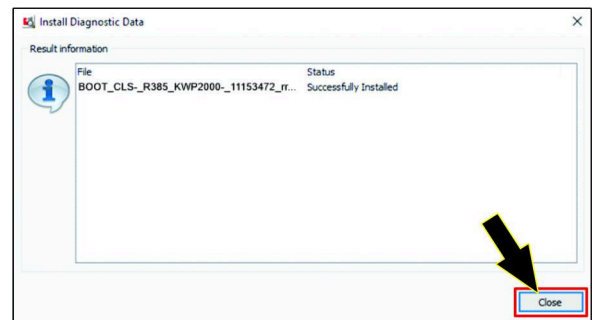 Install Diagnostic Data
Result information
File Status
BOOT_CLS-_R385_KWP2000-_11153472_rr... Successfully Installed
Close